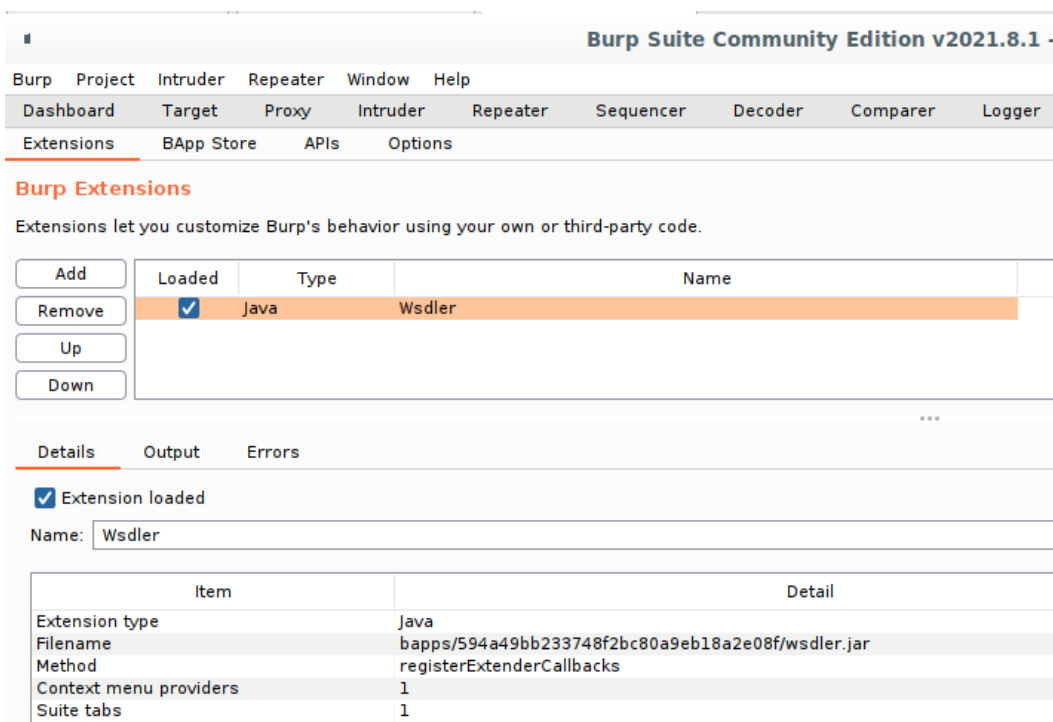 Burp Suite Community Edition v2021.8.1 -
Burp Project Intruder Repeater Window Help
Dashboard Target Proxy Intruder Repeater Sequencer Decoder Comparer Logger
Extensions BApp Store APIs Options
Burp Extensions
Extensions let you customize Burp's behavior using your own or third-party code.
Add Loaded Type Name
Remove Java Wsdler
Up
Down
Details Output Errors
Extension loaded
Name: Wsdler
Item Detail
Extension type Java
Filename bapps/594a49bb233748f2bc80a9eb18a2e08f/wsdler.jar
Method registerExtenderCallbacks
Context menu providers 1
Suite tabs 1